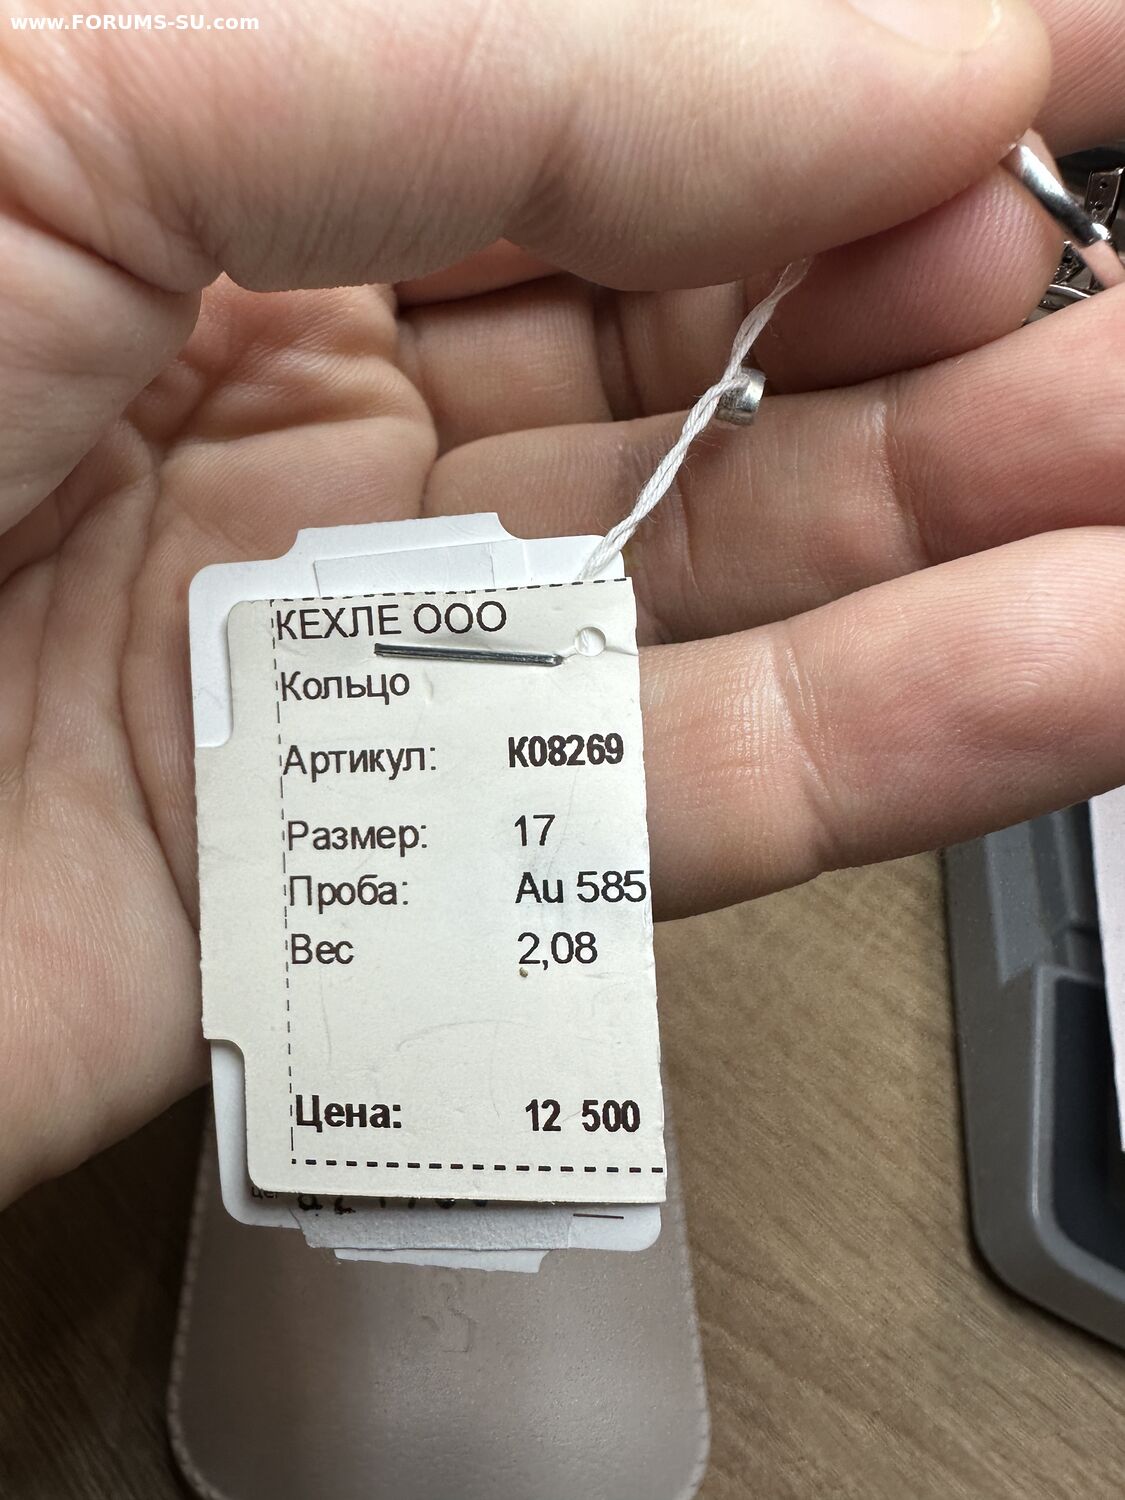 www.FORUMS-SU.com
КЕХЛЕ ООО
Кольцо
Артикул: К08269
Размер: 17
Проба: Au 585
Вес 2,08
Цена: 12 500